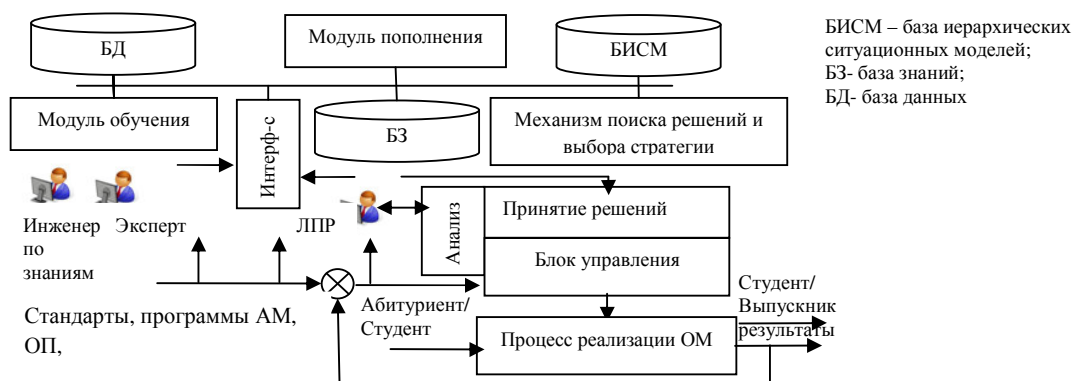 БД
Модуль пополнения
БИСМ
БИСМ – база иерархических
ситуационных моделей;
БЗ- база знаний;
БД- база данных
Модуль обучения
Интерф-с
БЗ
Механизм поиска решений и
выбора стратегии
Инженер
по
знаниям
Эксперт
ЛПР
Анализ
Принятие решений
Блок управления
Стандарты, программы АМ,
ОП,
Абитуриент/
Студент
Процесс реализации ОМ
Студент/
Выпускник
результаты